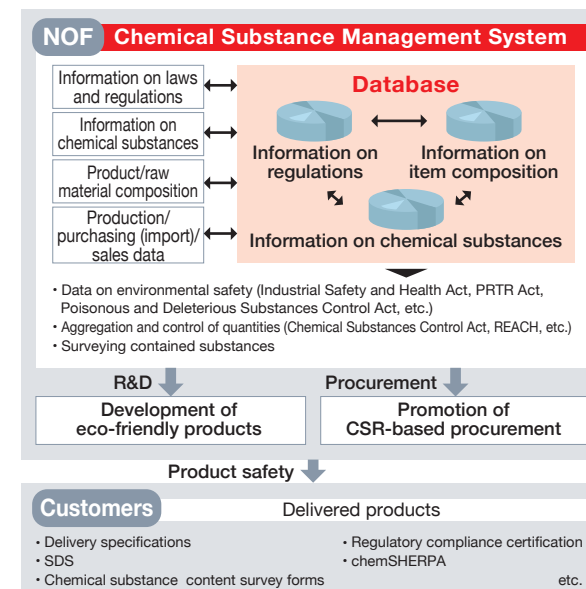 NOF Chemical Substance Management System
Information on laws
and regulations
Information on
chemical substances
Product/raw
material composition
Production/
purchasing (import)/
sales data
Database
Information on
regulations
Information on
item composition
Information on chemical substances
・Data on environmental safety (Industrial Safety and Health Act, PRTR Act,
Poisonous and Deleterious Substances Control Act, etc.)
・Aggregation and control of quantities (Chemical Substances Control Act, REACH, etc.)
・Surveying contained substances
R&D
Procurement
Development of
eco-friendly products
Promotion of
CSR-based procurement
Product safety
Customers
Delivered products
・Delivery specifications
・SDS
・Chemical substance content survey forms
・Regulatory compliance certification
・chemSHERPA
etc.